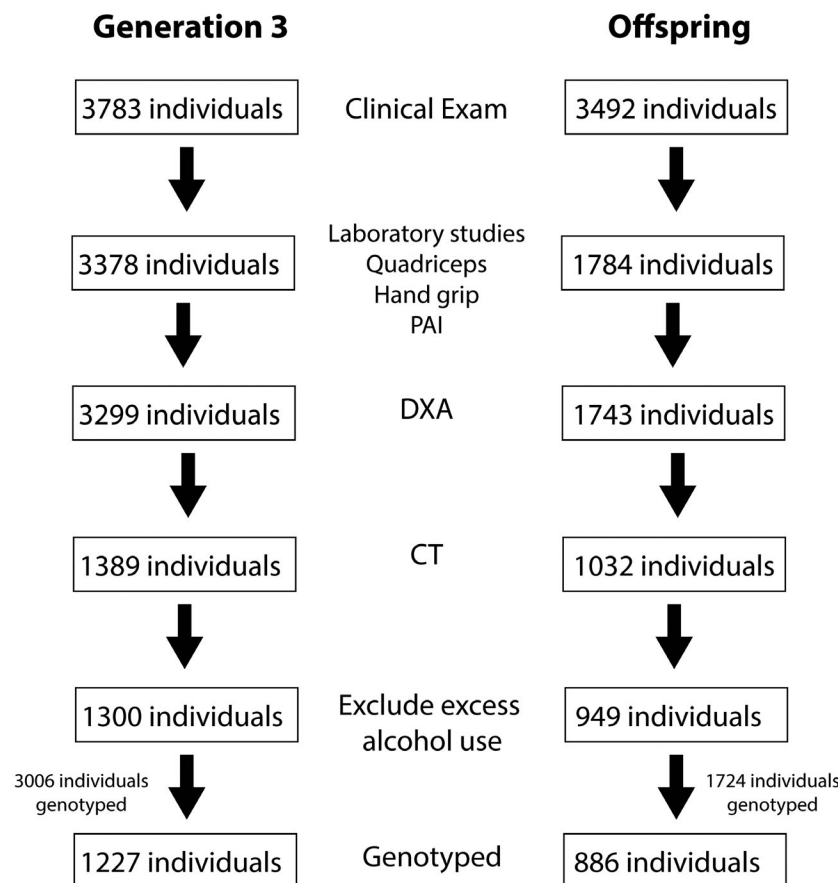 Generation 3
Offspring
3783 individuals
Clinical Exam
3492 individuals
3378 individuals
Laboratory studies
Quadriceps
Hand grip
PAI
1784 individuals
3299 individuals
DXA
1743 individuals
1389 individuals
CT
1032 individuals
1300 individuals
Exclude excess
alcohol use
949 individuals
3006 individuals
genotyped
1724 individuals
genotyped
1227 individuals
Genotyped
886 individuals